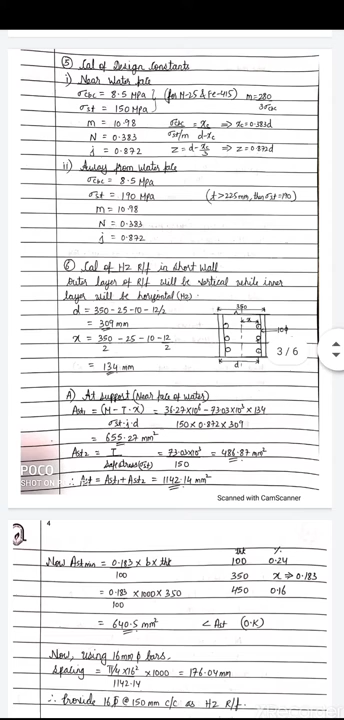 ⑤ Cal of Design Constants
i) Near Water face
σcbc = 8.5 MPa } (for M-25 & Fe-415) m = 280
σst = 150 MPa 3σcbc
m = 10.98 σcbc = xc ⇒ xc = 0.383d
N = 0.383 σst/m d-xc
j = 0.872 z = d - xc/3 ⇒ z = 0.872d
ii) Away from water face
σcbc = 8.5 MPa
σst = 190 MPa (t > 225mm, then σst = 190)
m = 10.98
N = 0.383
j = 0.872
⑥ Cal of HZ R/f in short wall
Outer layer of R/f will be vertical while inner
layer will be horizontal (Hz).
350
d = 350 - 25 - 10 - 12/2
x
= 309 mm
10φ
x = 350/2 - 25 - 10 - 12/2
3 / 6
d
= 134 mm
A) At support (Near face of water)
Ast1 = (M - T·x) = 36.27x10⁶ - 73.03x10³ x 134
σst·j·d 150 x 0.872 x 309
= 655.27 mm²
Ast2 = T = 73.03x10³ = 486.87 mm²
Safe stress (σst) 150
∴ Ast = Ast1 + Ast2 = 1142.14 mm²
POCO
SHOT ON
Scanned with CamScanner
a
4
tht %
Now Astmin = 0.183 x b x tht 100 0.24
100 350 x ⇒ 0.183
= 0.183 x 1000 x 350 450 0.16
100
= 640.5 mm² < Ast (O.K)
Now, using 16mm φ bars.
Spacing = π/4 x 16² x 1000 = 176.04mm
1142.14
∴ Provide 16 φ @ 150 mm c/c as HZ R/f.